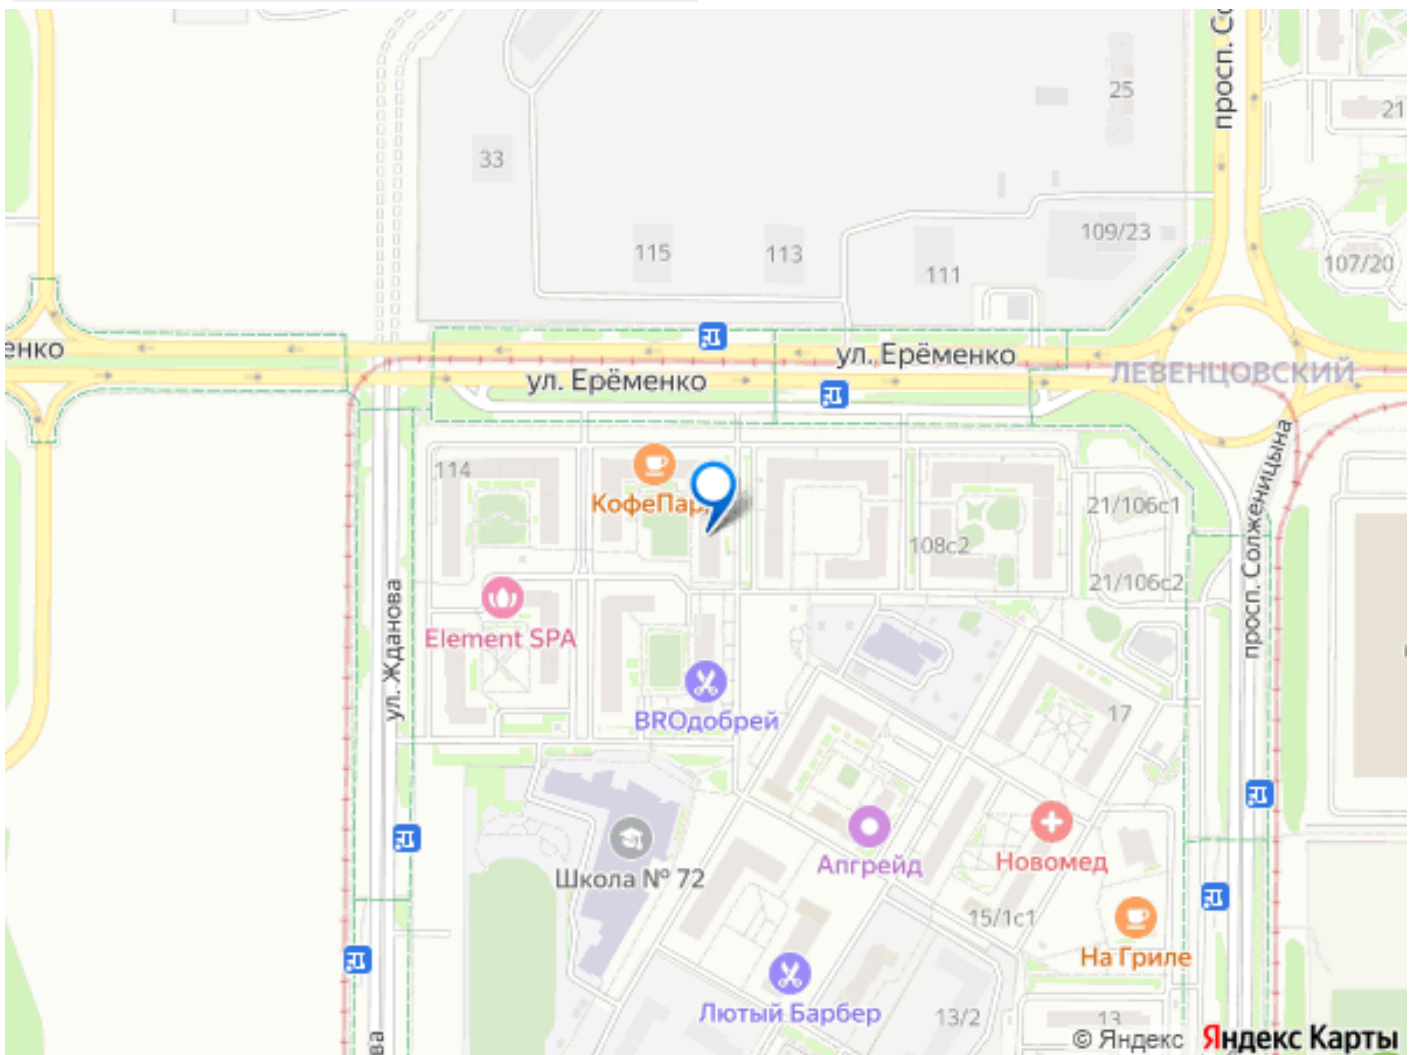 просп. Со
25
21
33
109/23
115
113
111
107/20
енко
ул. Ерёменко
ул. Ерёменко
ЛЕВЕНЦОВСКИЙ
114
КофеПар
просп. Солженицына
21/106с1
108с2
21/106с2
ул. Жданова
Element SPA
BROдобрей
17
Школа № 72
Апгрейд
Новомед
15/1с1
На Гриле
Лютый Барбер
13/2
13
ва
© Яндекс Яндекс Карты